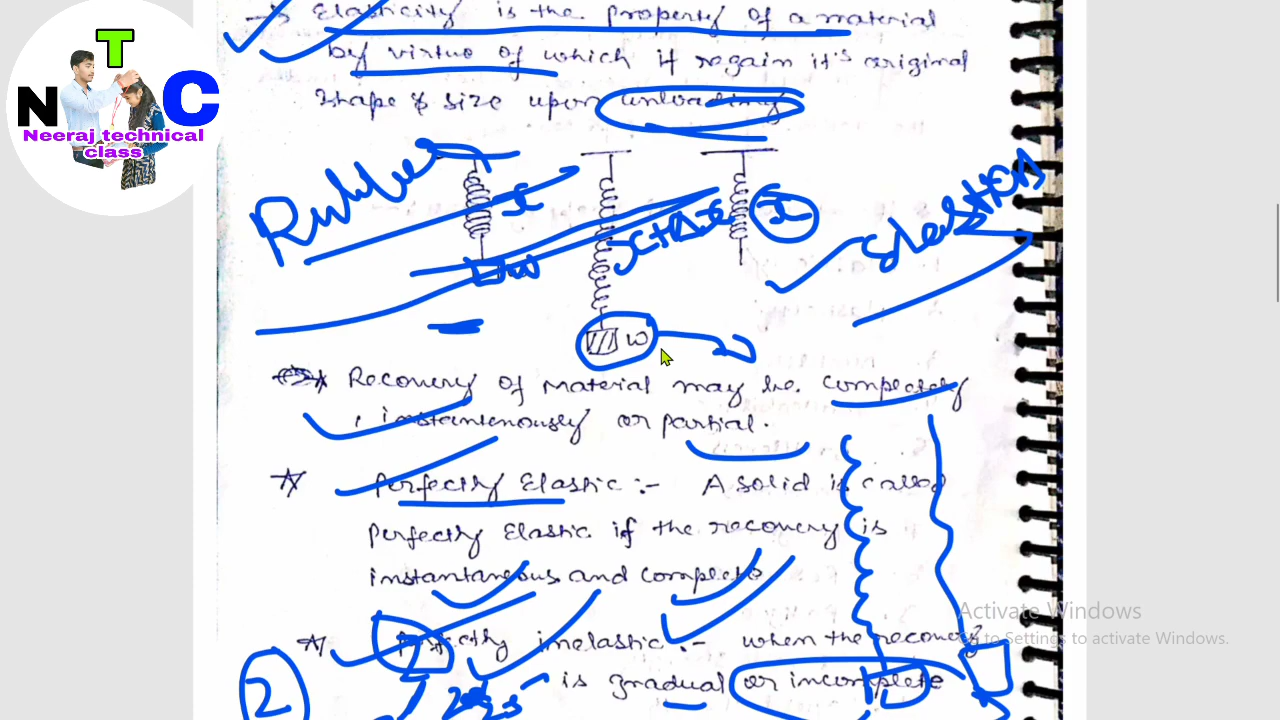 → Elasticity is the property of a material
by virtue of which it regain it's original
shape & size upon unloading
T
N C
Neeraj technical
class
Rubber
x
x
w
w
Recovery of material may be. completely
, instantenously or partial.
Perfectly Elastic :- A solid is called
perfectly Elastic if the recovery is
instantaneous and complete
Activate Windows
Go to Settings to activate Windows.
Perfectly inelastic :- when the recovery
is gradual or incomplete
2